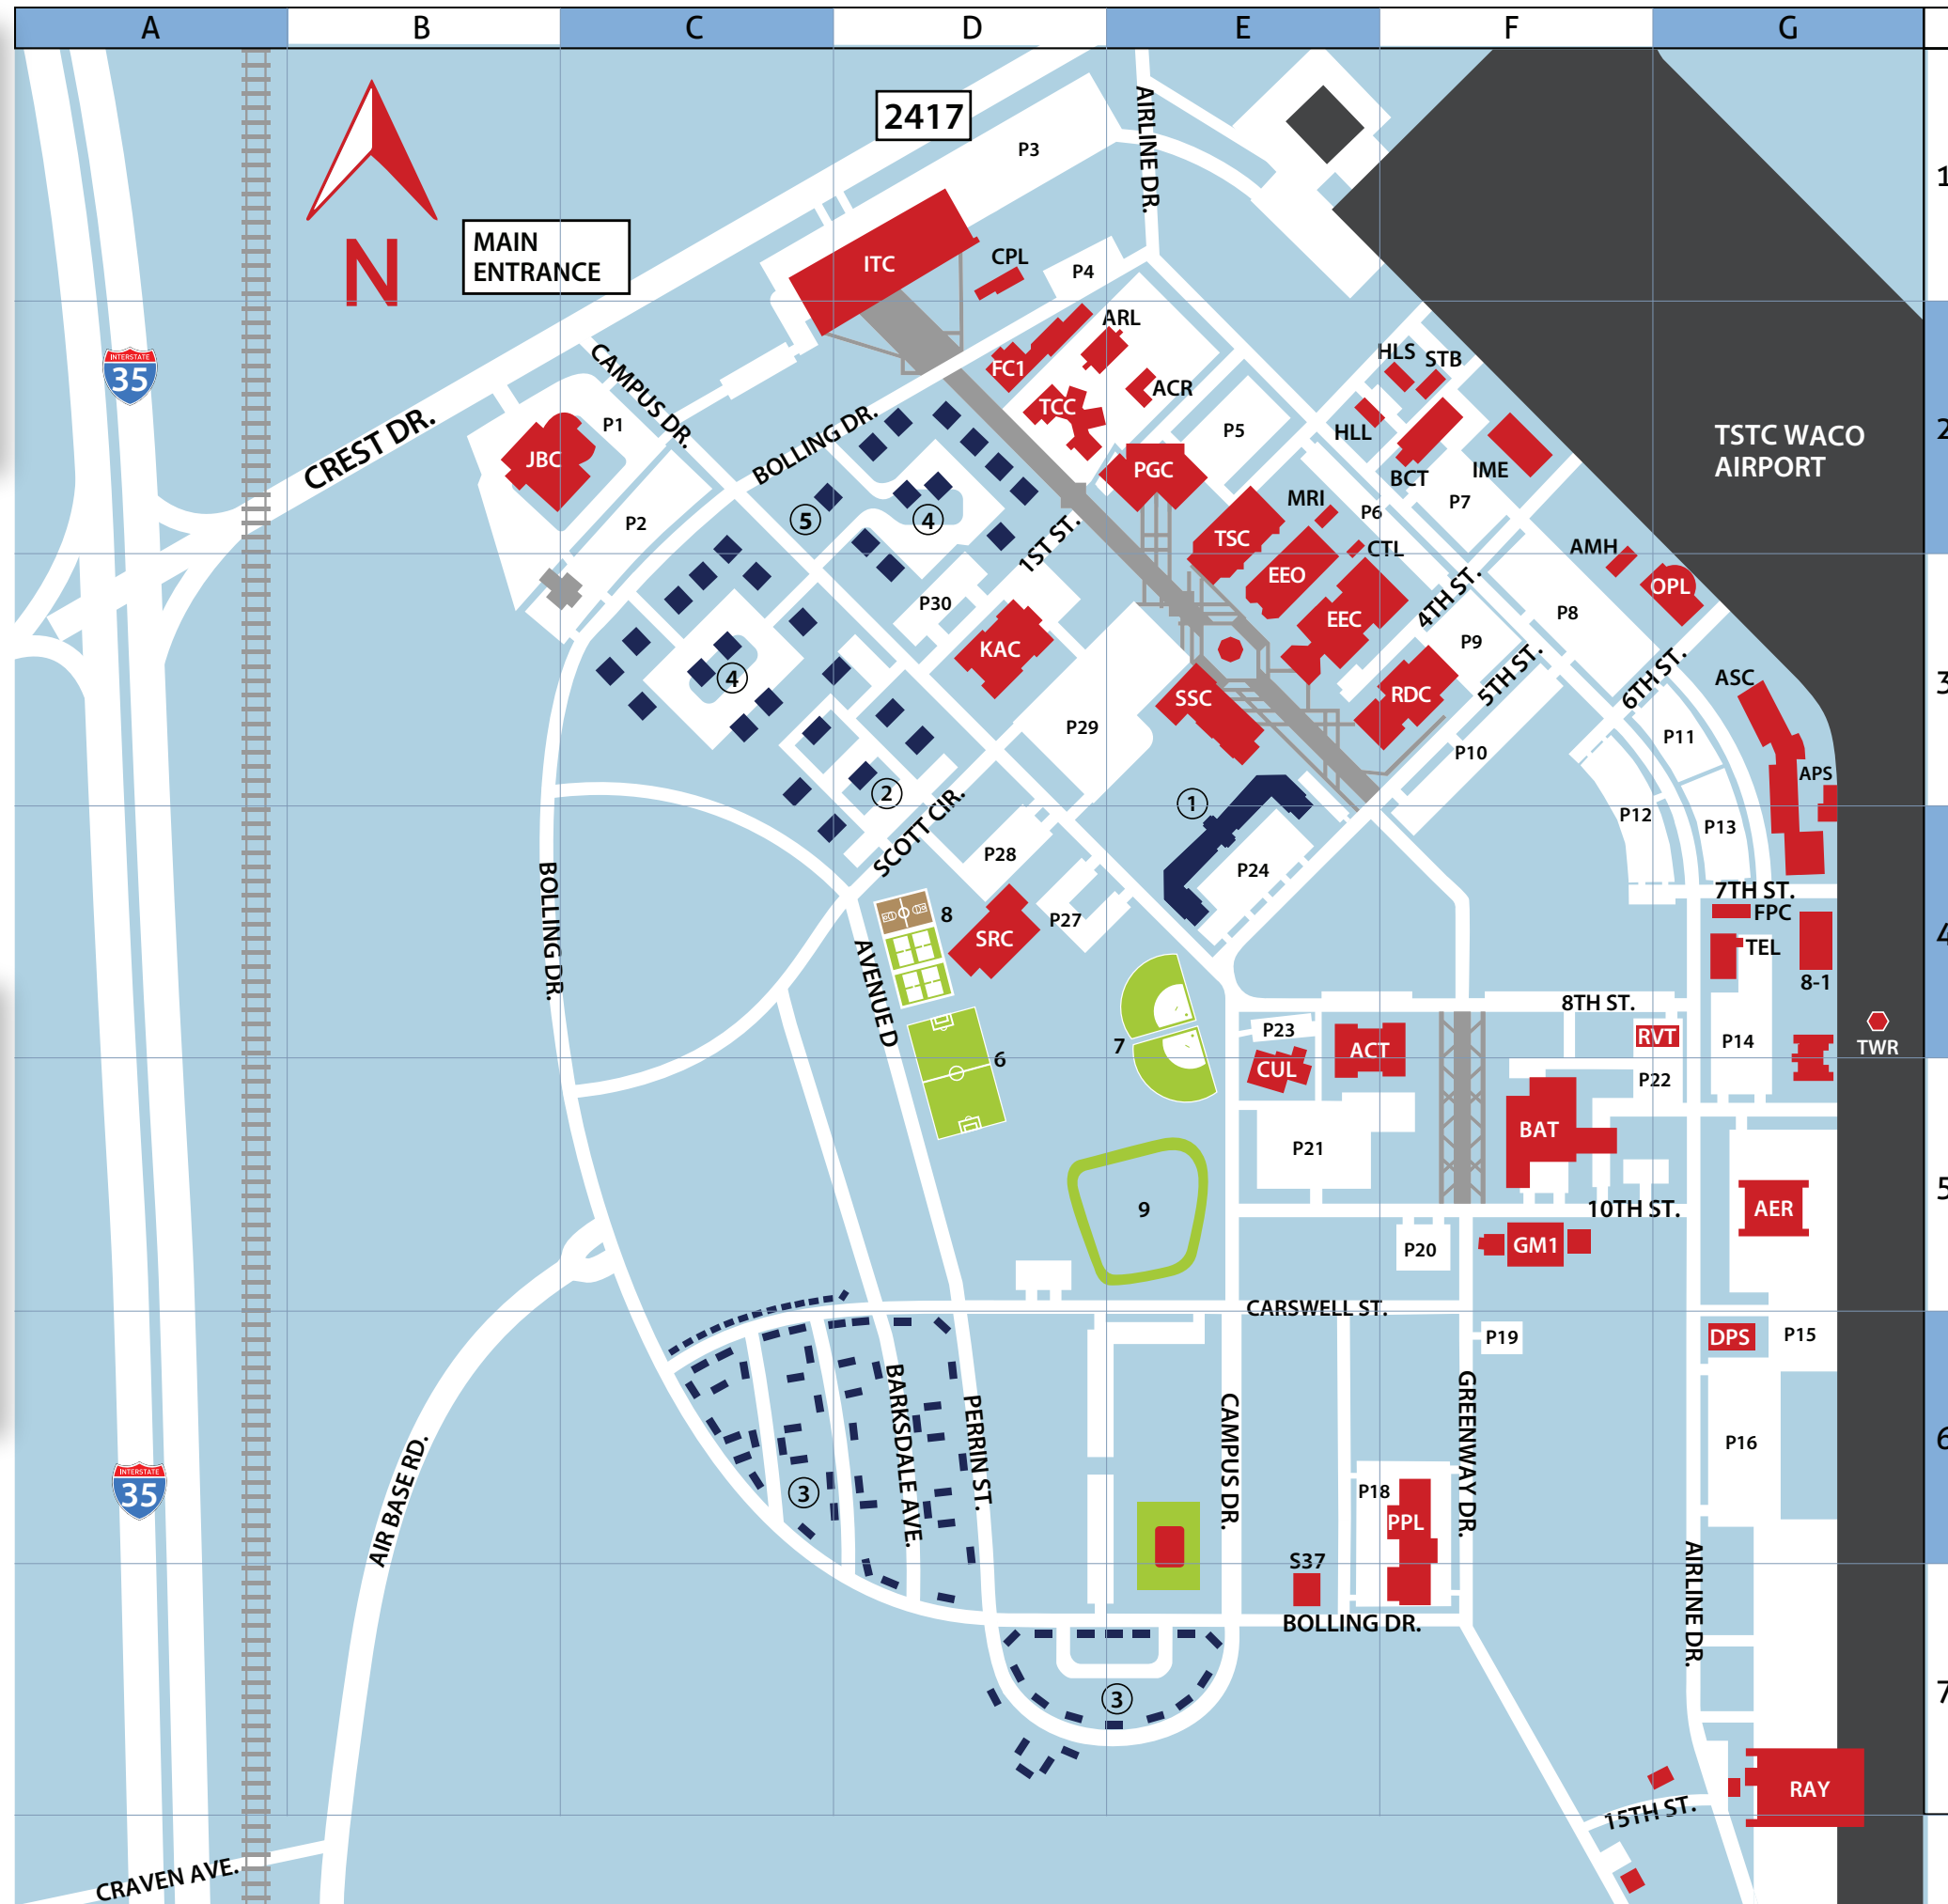 A
B
C
D
E
F
G
1
2
3
4
5
6
7
N
MAIN
ENTRANCE
2417
AIRLINE DR.
P3
ITC
CPL
P4
INTERSTATE
35
CREST DR.
CAMPUS DR.
BOLLING DR.
JBC
P1
P2
FC1
ARL
ACR
TCC
P5
PGC
HLS
STB
HLL
BCT
IME
P7
P6
MRI
TSC
CTL
EEO
EEC
TSTC WACO
AIRPORT
5
4
1ST ST.
P30
KAC
4
P29
SSC
4TH ST.
P9
RDC
5TH ST.
P10
AMH
OPL
P8
6TH ST.
ASC
P11
APS
2
1
SCOTT CIR.
P28
P24
P12
P13
7TH ST.
FPC
TEL
8-1
BOLLING DR.
8
SRC
P27
AVENUE D
6
7
P23
CUL
ACT
8TH ST.
RVT
P14
TWR
P22
BAT
P21
9
10TH ST.
AER
P20
GM1
CARSWELL ST.
P19
DPS
P15
BARKSDALE AVE.
PERRIN ST.
CAMPUS DR.
GREENWAY DR.
P16
INTERSTATE
35
AIR BASE RD.
3
P18
PPL
S37
BOLLING DR.
AIRLINE DR.
3
RAY
15TH ST.
CRAVEN AVE.